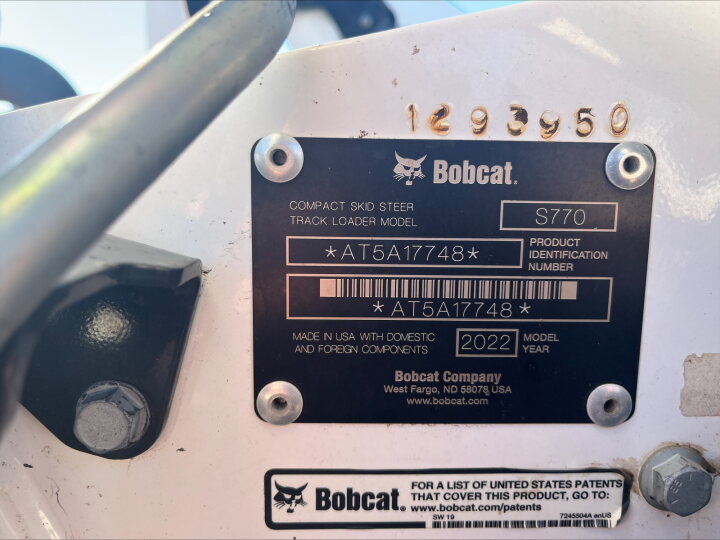 1293950
Bobcat.
COMPACT SKID STEER
TRACK LOADER MODEL
S770
*AT5A17748*
PRODUCT
IDENTIFICATION
NUMBER
*AT5A17748*
MADE IN USA WITH DOMESTIC
AND FOREIGN COMPONENTS
2022
MODEL
YEAR
Bobcat Company
West Fargo, ND 58078 USA
www.bobcat.com
Bobcat.
FOR A LIST OF UNITED STATES PATENTS
THAT COVER THIS PRODUCT, GO TO:
www.bobcat.com/patents
SW 19
7245504A enUS